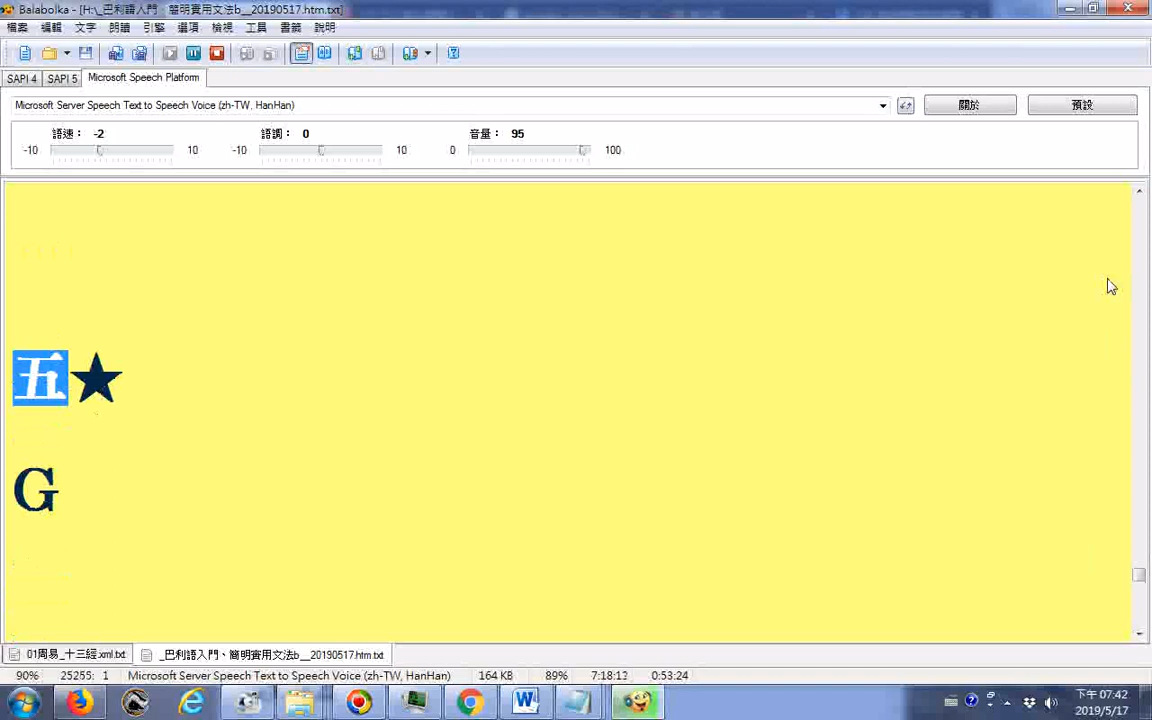 Balabolka - [H:\_巴利語入門、簡明實用文法b__20190517.htm.txt]
檔案 編輯 文字 朗讀 引擎 選項 檢視 工具 書籤 說明
SAPI 4 SAPI 5 Microsoft Speech Platform
Microsoft Server Speech Text to Speech Voice (zh-TW, HanHan) 關於 預設
語速： -2 語調： 0 音量： 95
-10 10 -10 10 0 100
五★
G
01周易_十三經.xml.txt _巴利語入門、簡明實用文法b__20190517.htm.txt
90% 25255: 1 Microsoft Server Speech Text to Speech Voice (zh-TW, HanHan) 164 KB 89% 7:18:12 0:53:24
下午 07:42
2019/5/17